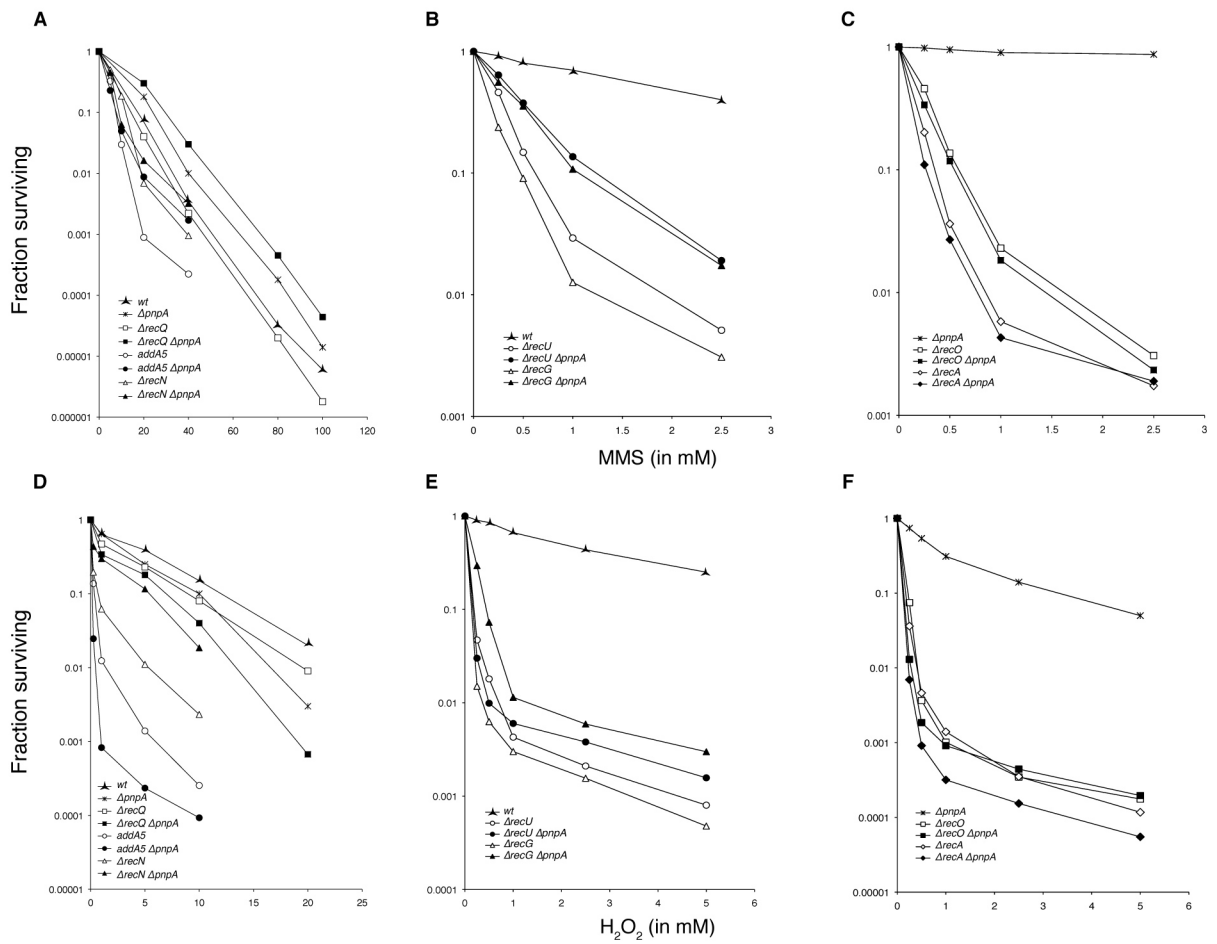 A
B
C
Fraction surviving
1
0.1
0.01
0.001
0.0001
0.00001
0.000001
0
20
40
60
80
100
120
wt
ΔpnpA
ΔrecQ
ΔrecQ ΔpnpA
addA5
addA5 ΔpnpA
ΔrecN
ΔrecN ΔpnpA
1
0.1
0.01
0.001
0
0.5
1
1.5
2
2.5
3
wt
ΔrecU
ΔrecU ΔpnpA
ΔrecG
ΔrecG ΔpnpA
MMS (in mM)
1
0.1
0.01
0.001
0
0.5
1
1.5
2
2.5
3
ΔpnpA
ΔrecO
ΔrecO ΔpnpA
ΔrecA
ΔrecA ΔpnpA
D
E
F
Fraction surviving
1
0.1
0.01
0.001
0.0001
0.00001
0
5
10
15
20
25
wt
ΔpnpA
ΔrecQ
ΔrecQ ΔpnpA
addA5
addA5 ΔpnpA
ΔrecN
ΔrecN ΔpnpA
1
0.1
0.01
0.001
0.0001
0
1
2
3
4
5
6
wt
ΔrecU
ΔrecU ΔpnpA
ΔrecG
ΔrecG ΔpnpA
H₂O₂ (in mM)
1
0.1
0.01
0.001
0.0001
0.00001
0
1
2
3
4
5
6
ΔpnpA
ΔrecO
ΔrecO ΔpnpA
ΔrecA
ΔrecA ΔpnpA